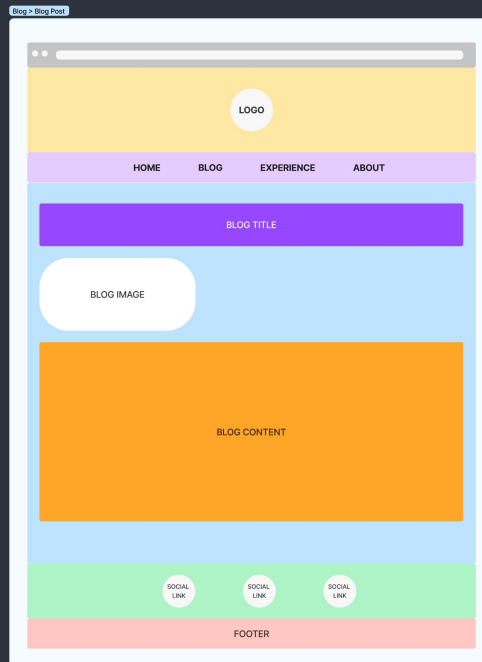 Blog > Blog Post
LOGO
HOME BLOG EXPERIENCE ABOUT
BLOG TITLE
BLOG IMAGE
BLOG CONTENT
SOCIAL LINK
SOCIAL LINK
SOCIAL LINK
FOOTER